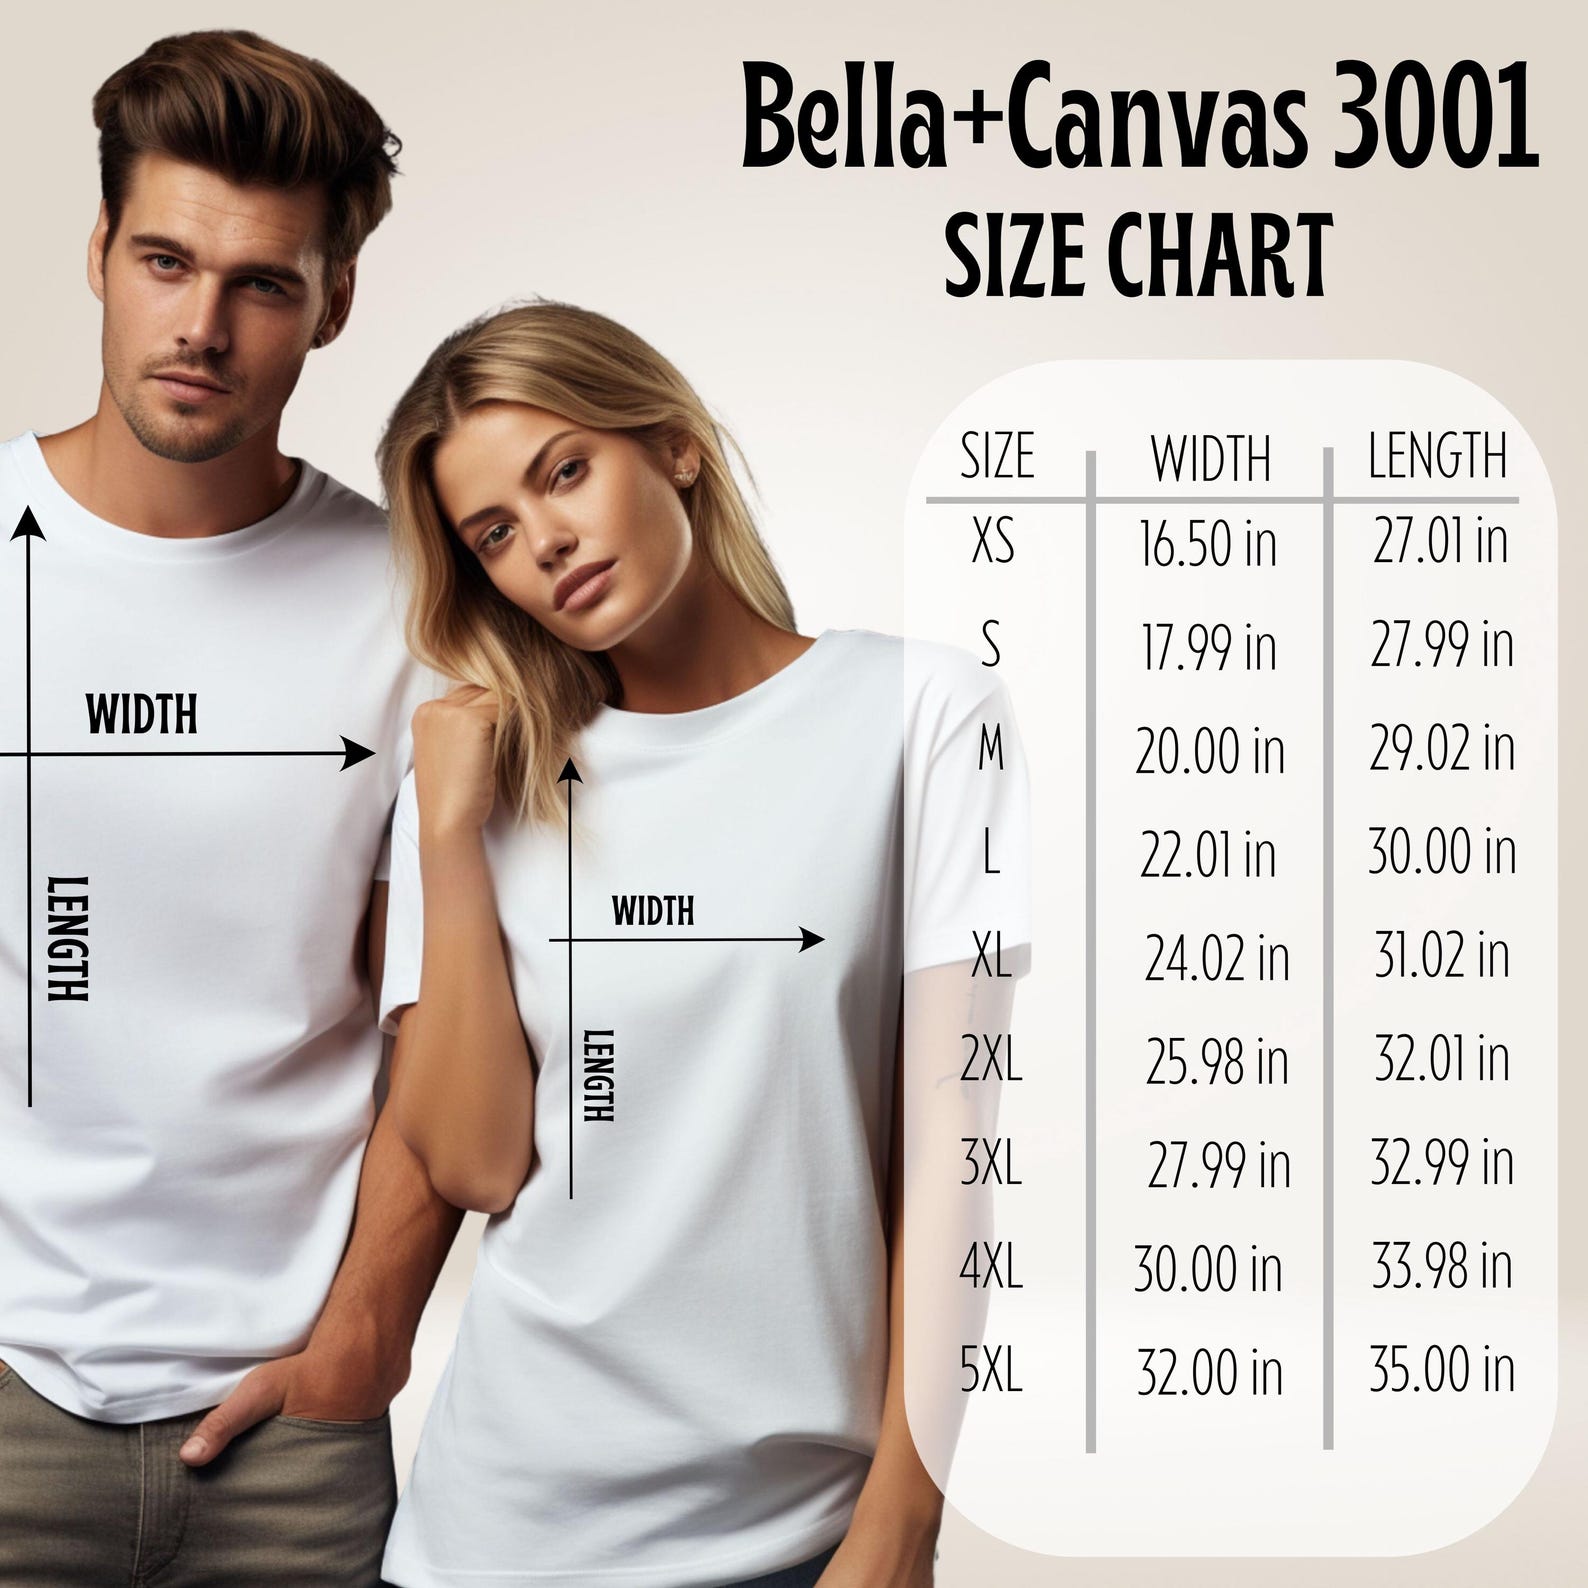 Bella+Canvas 3001
SIZE CHART
SIZE WIDTH LENGTH
XS 16.50 in 27.01 in
S 17.99 in 27.99 in
M 20.00 in 29.02 in
L 22.01 in 30.00 in
XL 24.02 in 31.02 in
2XL 25.98 in 32.01 in
3XL 27.99 in 32.99 in
4XL 30.00 in 33.98 in
5XL 32.00 in 35.00 in
WIDTH
LENGTH
WIDTH
LENGTH